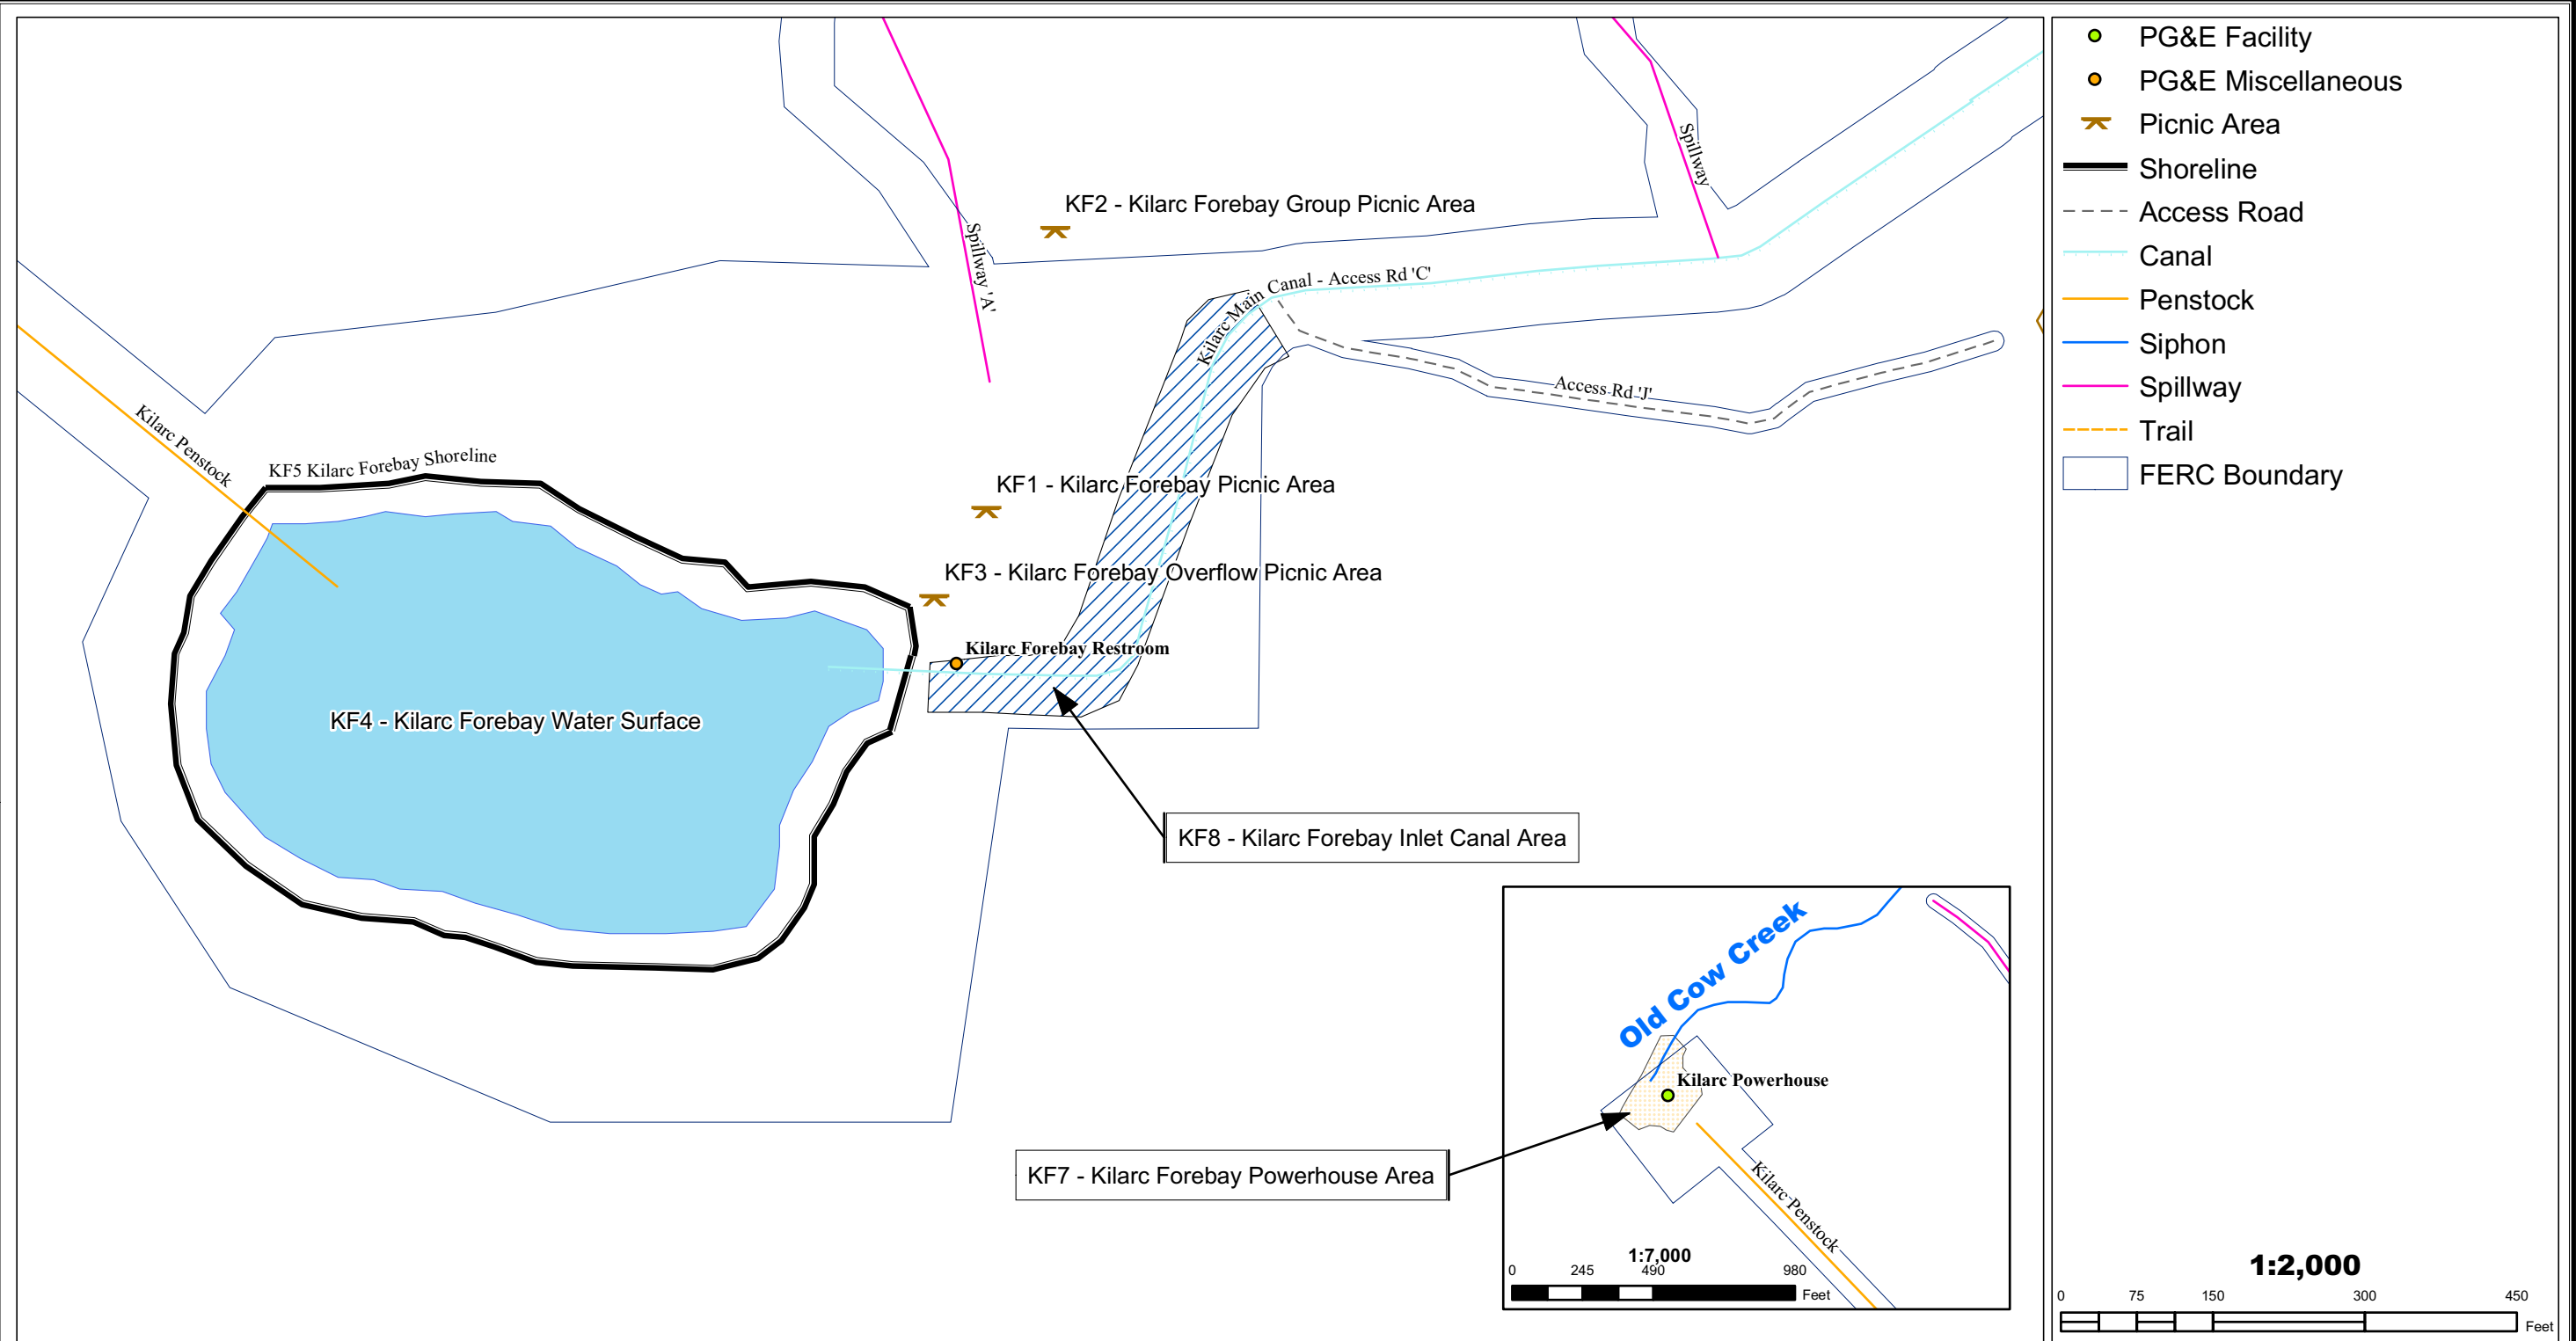 PG&E Facility
PG&E Miscellaneous
Picnic Area
Shoreline
Access Road
Canal
Penstock
Siphon
Spillway
Trail
FERC Boundary
Spillway
KF2 - Kilarc Forebay Group Picnic Area
Spillway 'A'
Kilarc Main Canal - Access Rd 'C'
Access Rd 'J'
Kilarc Penstock
KF5 Kilarc Forebay Shoreline
KF1 - Kilarc Forebay Picnic Area
KF3 - Kilarc Forebay Overflow Picnic Area
Kilarc Forebay Restroom
KF4 - Kilarc Forebay Water Surface
KF8 - Kilarc Forebay Inlet Canal Area
Old Cow Creek
Kilarc Powerhouse
KF7 - Kilarc Forebay Powerhouse Area
Kilarc Penstock
1:7,000
0 245 490 980
Feet
1:2,000
0 75 150 300 450
Feet